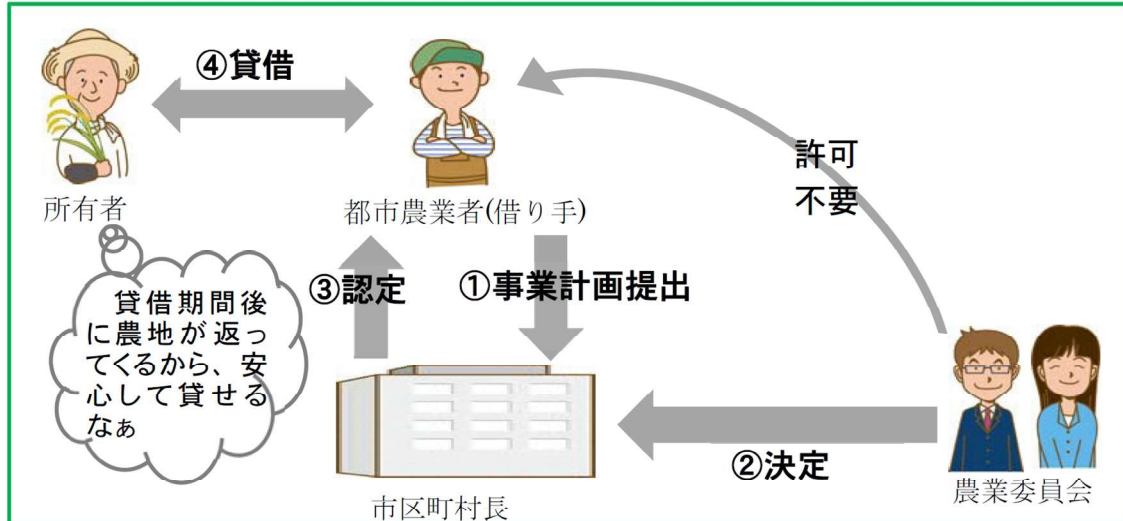 ④貸借
許可
不要
所有者
都市農業者(借り手)
③認定
①事業計画提出
貸借期間後
に農地が返っ
てくるから、安
心して貸せる
なぁ
②決定
市区町村長
農業委員会